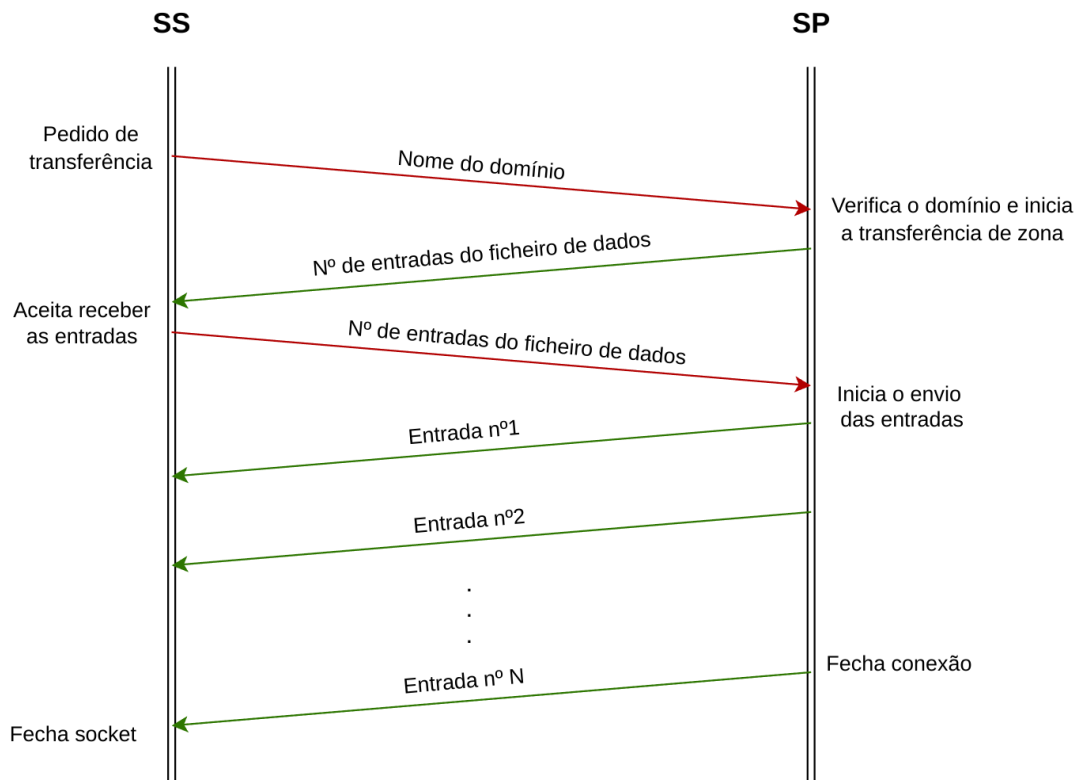 SS
SP
Pedido de
transferência
Nome do domínio
Verifica o domínio e inicia
a transferência de zona
Nº de entradas do ficheiro de dados
Aceita receber
as entradas
Nº de entradas do ficheiro de dados
Inicia o envio
das entradas
Entrada nº1
Entrada nº2
.
.
.
Fecha conexão
Entrada nº N
Fecha socket